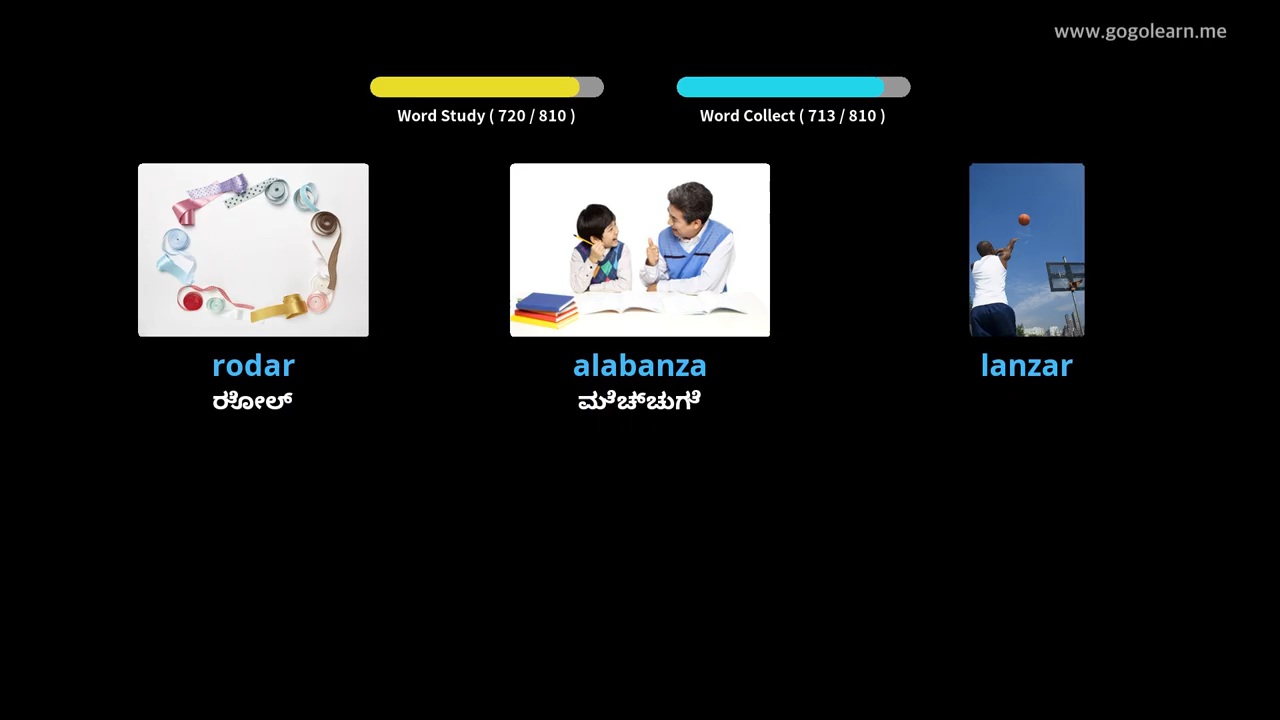 www.gogolearn.me
Word Study ( 720 / 810 )
Word Collect ( 713 / 810 )
rodar
alabanza
lanzar
ರೋಲ್
ಮೆಚ್ಚುಗೆ